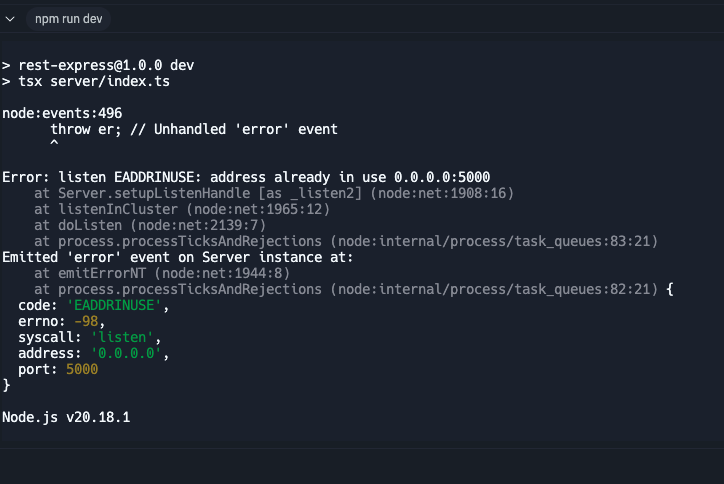 npm run dev
> rest-express@1.0.0 dev
> tsx server/index.ts
node:events:496
      throw er; // Unhandled 'error' event
      ^
Error: listen EADDRINUSE: address already in use 0.0.0.0:5000
    at Server.setupListenHandle [as _listen2] (node:net:1908:16)
    at listenInCluster (node:net:1965:12)
    at doListen (node:net:2139:7)
    at process.processTicksAndRejections (node:internal/process/task_queues:83:21)
Emitted 'error' event on Server instance at:
    at emitErrorNT (node:net:1944:8)
    at process.processTicksAndRejections (node:internal/process/task_queues:82:21) {
  code: 'EADDRINUSE',
  errno: -98,
  syscall: 'listen',
  address: '0.0.0.0',
  port: 5000
}
Node.js v20.18.1